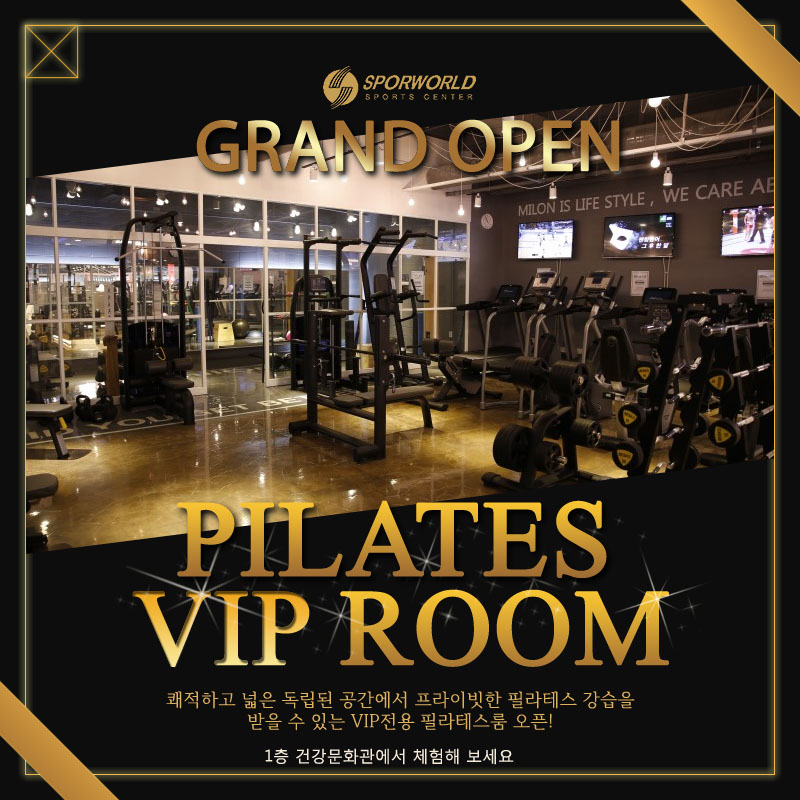 SPORWORLD
SPORTS CENTER
GRAND OPEN
MILON IS LIFE STYLE , WE CARE AB
PILATES
VIP ROOM
쾌적하고 넓은 독립된 공간에서 프라이빗한 필라테스 강습을
받을 수 있는 VIP전용 필라테스룸 오픈!
1층 건강문화관에서 체험해 보세요